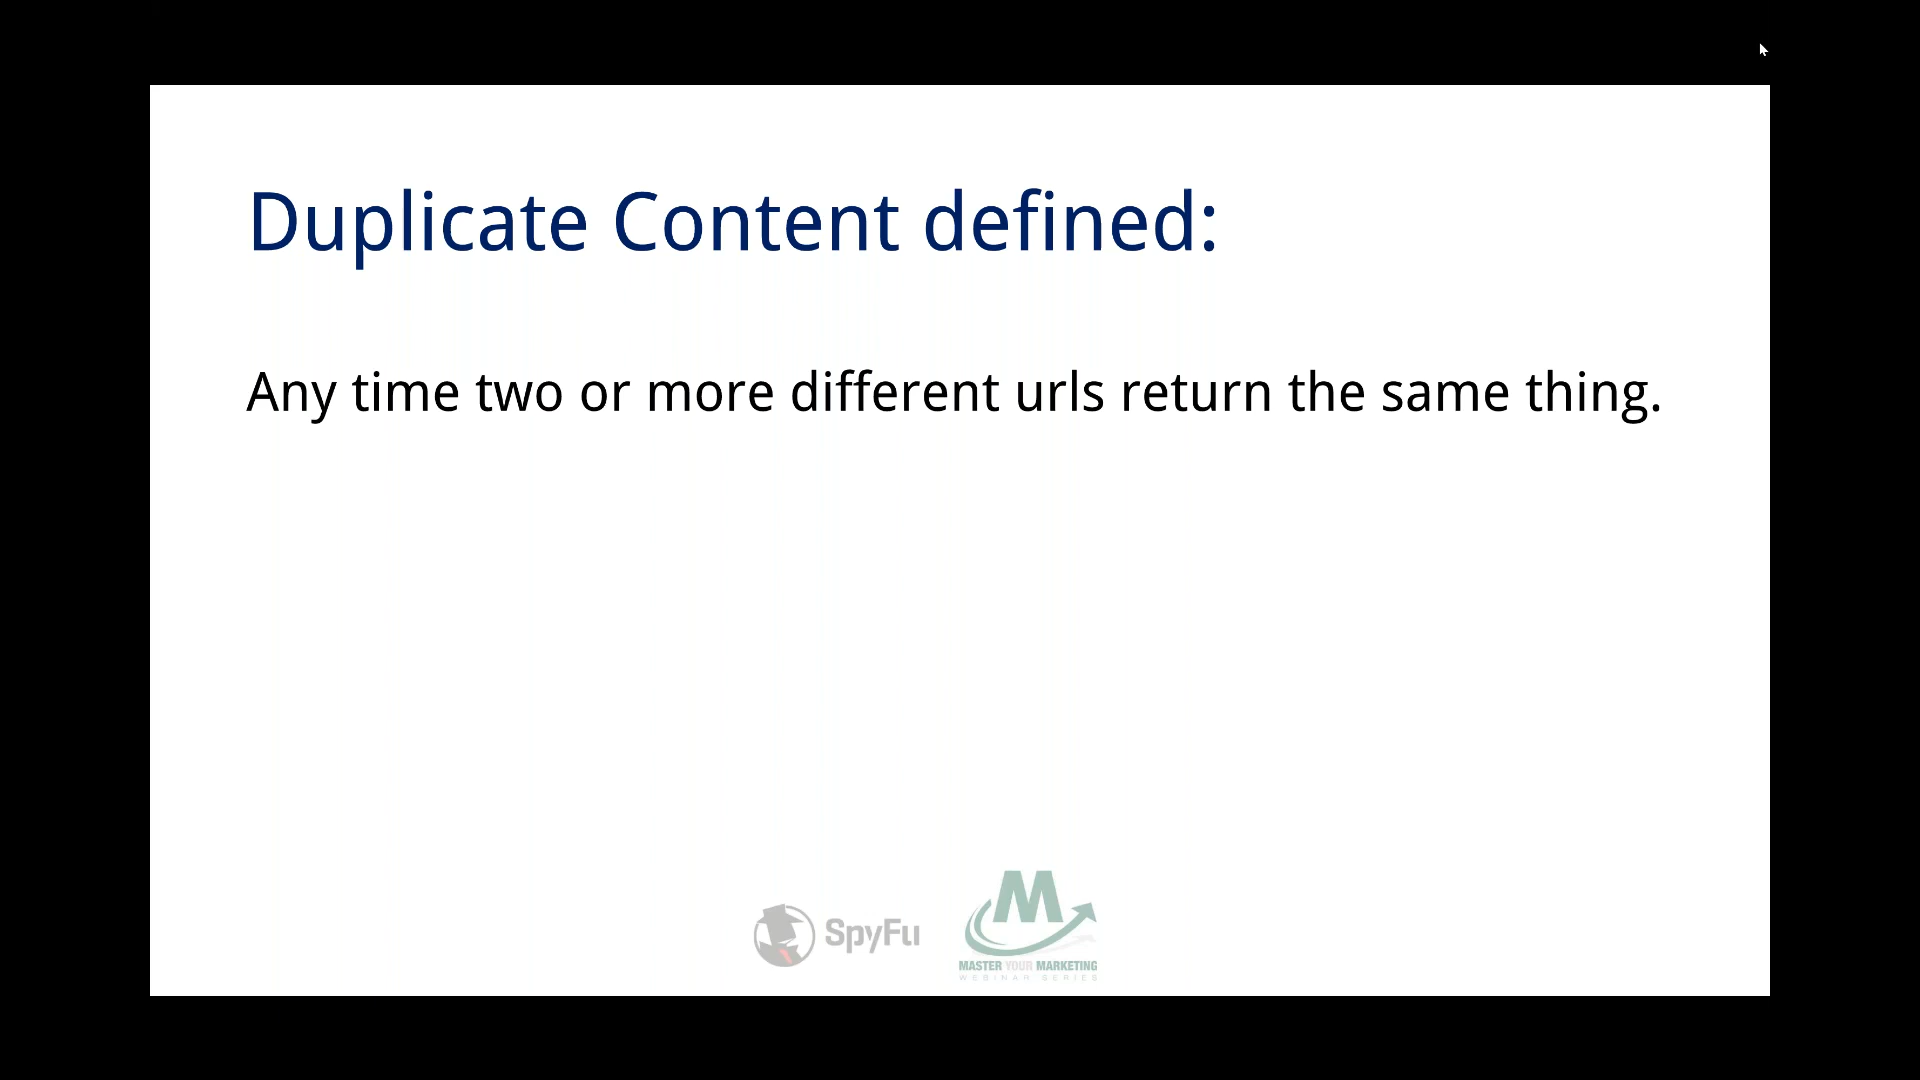 Duplicate Content defined:
Any time two or more different urls return the same thing.
SpyFu
M
MASTER YOUR MARKETING
WEBINAR SERIES